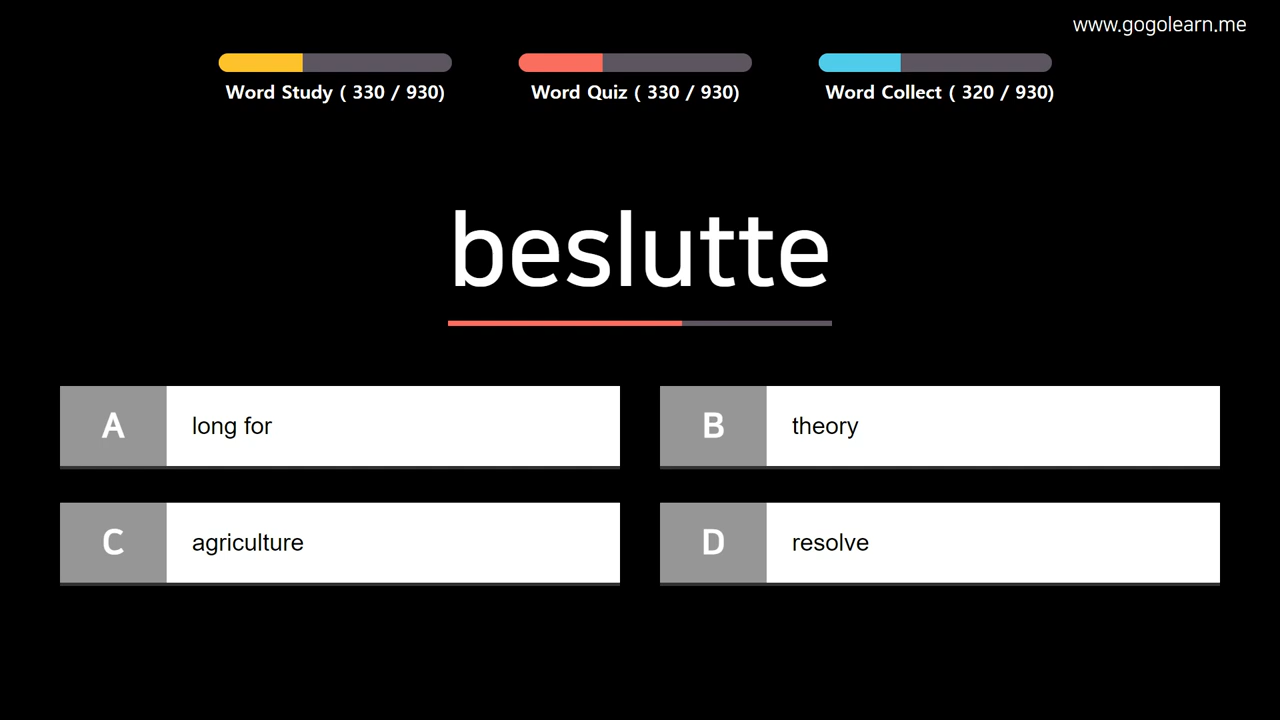 www.gogolearn.me
Word Study ( 330 / 930)
Word Quiz ( 330 / 930)
Word Collect ( 320 / 930)
beslutte
A long for
B theory
C agriculture
D resolve